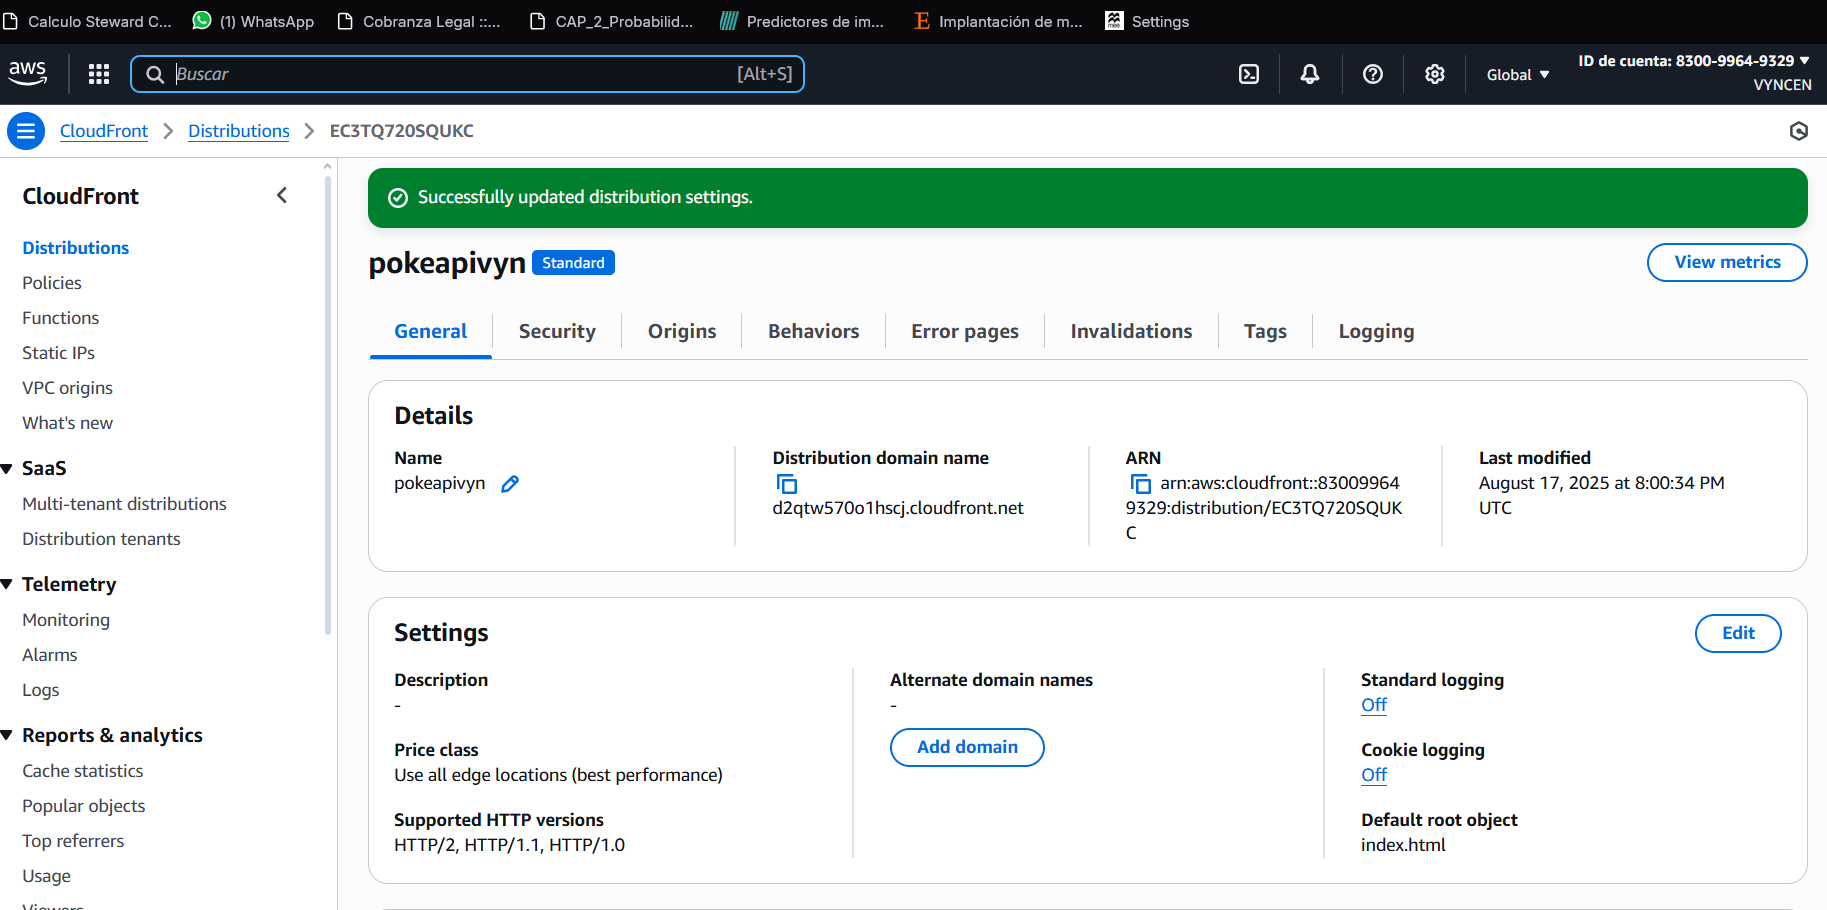 Calculo Steward C...
(1) WhatsApp
Cobranza Legal ::...
CAP_2_Probabilid...
Predictores de im...
Implantación de m...
Settings
aws
Buscar
[Alt+S]
Global
ID de cuenta: 8300-9964-9329
VYNCEN
CloudFront
Distributions
EC3TQ720SQUKC
CloudFront
Distributions
Policies
Functions
Static IPs
VPC origins
What's new
SaaS
Multi-tenant distributions
Distribution tenants
Telemetry
Monitoring
Alarms
Logs
Reports & analytics
Cache statistics
Popular objects
Top referrers
Usage
Viewers
Successfully updated distribution settings.
pokeapivyn
Standard
View metrics
General
Security
Origins
Behaviors
Error pages
Invalidations
Tags
Logging
Details
Name
pokeapivyn
Distribution domain name
d2qtw570o1hscj.cloudfront.net
ARN
arn:aws:cloudfront::83009964
9329:distribution/EC3TQ720SQUK
C
Last modified
August 17, 2025 at 8:00:34 PM
UTC
Settings
Edit
Description
-
Price class
Use all edge locations (best performance)
Supported HTTP versions
HTTP/2, HTTP/1.1, HTTP/1.0
Alternate domain names
-
Add domain
Standard logging
Off
Cookie logging
Off
Default root object
index.html